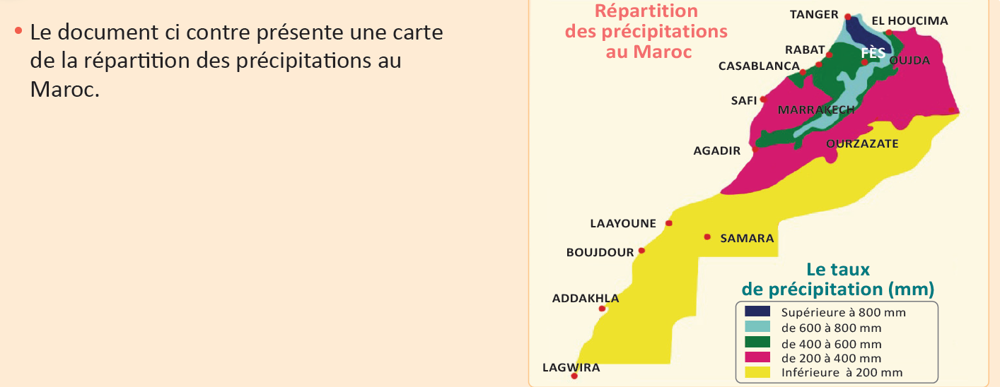 • Le document ci contre présente une carte
de la répartition des précipitations au
Maroc.
Répartition
des précipitations
au Maroc
TANGER
EL HOUCIMA
RABAT
FÈS
OUJDA
CASABLANCA
SAFI
MARRAKECH
OURZAZATE
AGADIR
LAAYOUNE
SAMARA
BOUJDOUR
ADDAKHLA
LAGWIRA
Le taux
de précipitation (mm)
Supérieure à 800 mm
de 600 à 800 mm
de 400 à 600 mm
de 200 à 400 mm
Inférieure à 200 mm